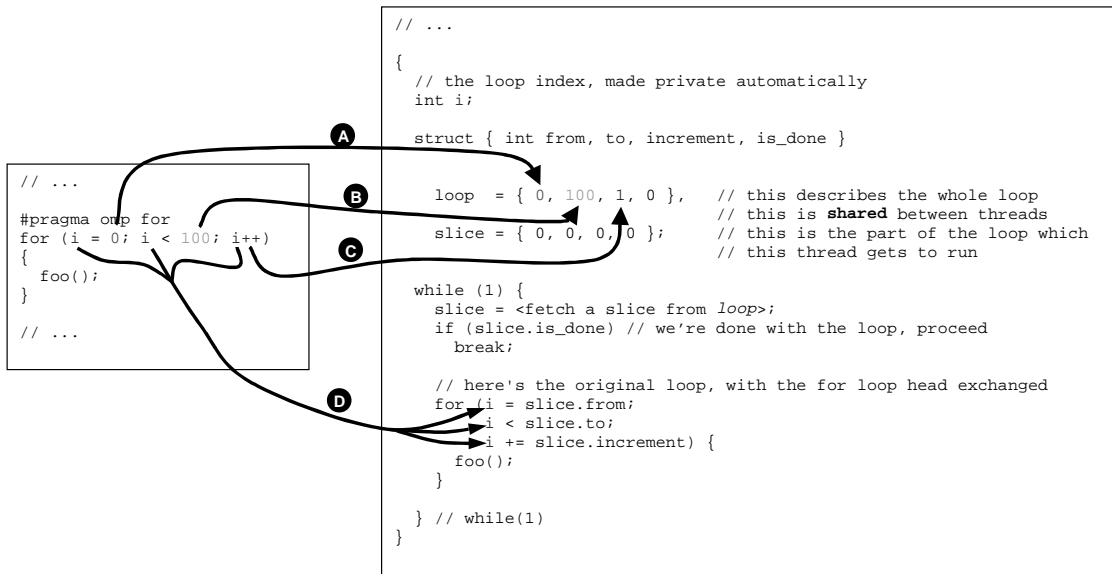 // ...
#pragma omp for
for (i = 0; i < 100; i++)
{
  foo();
}
// ...
A
B
C
D
// ...
{
  // the loop index, made private automatically
  int i;
  struct { int from, to, increment, is_done }
    loop  = { 0, 100, 1, 0 },   // this describes the whole loop
                                // this is shared between threads
    slice = { 0, 0, 0, 0 };     // this is the part of the loop which
                                // this thread gets to run
  while (1) {
    slice = <fetch a slice from loop>;
    if (slice.is_done) // we're done with the loop, proceed
      break;
    // here's the original loop, with the for loop head exchanged
    for (i = slice.from;
         i < slice.to;
         i += slice.increment) {
      foo();
    }
  } // while(1)
}